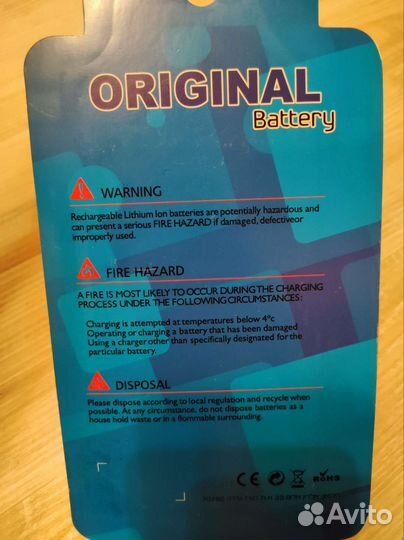 ORIGINAL
Battery
WARNING
Rechargeable Lithium Ion batteries are potentially hazardous and
can present a serious FIRE HAZARD if damaged, defectiveor
improperly used.
FIRE HAZARD
A FIRE IS MOST LIKELY TO OCCUR DURING THE CHARGING
PROCESS UNDER THE FOLLOWING CIRCUMSTANCES:
Charging is attempted at temperatures below 4°c
Operating or charging a battery that has been damaged
Using a charger other than specifically designated for the
particular battery.
DISPOSAL
Please dispose according to local regulation and recycle when
possible. At any circumstance, do not dispose batteries as a
house hold waste or in a flommable surrounding.
CE RoHS
Avito